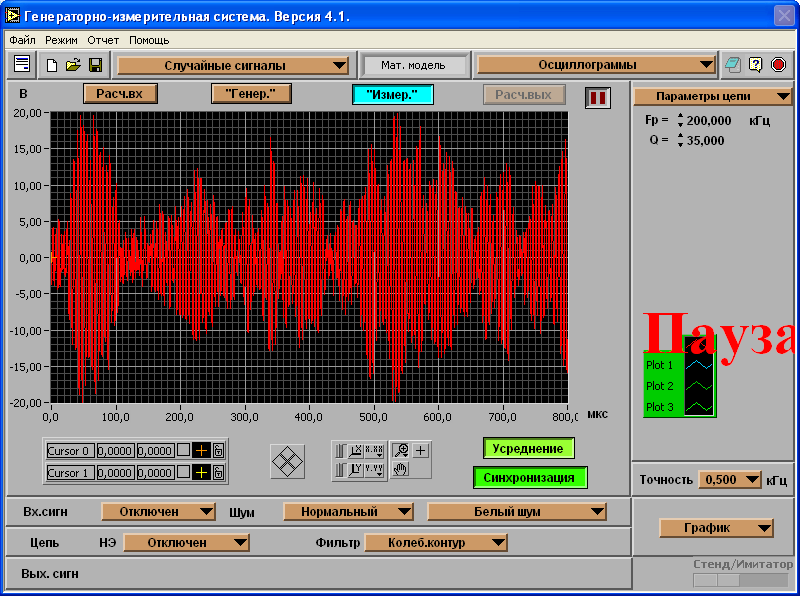 Генераторно-измерительная система. Версия 4.1.
Файл Режим Отчет Помощь
Случайные сигналы Мат. модель Осциллограммы
В Расч.вх "Генер." "Измер." Расч.вых
Параметры цепи
Fp = 200,000 кГц
Q = 35,000
20,00
15,00
10,00
5,00
0,00
-5,00
-10,00
-15,00
-20,00
0,0 100,0 200,0 300,0 400,0 500,0 600,0 700,0 800,0 мкс
Пауза
Plot 1
Plot 2
Plot 3
Cursor 0 0,0000 0,0000
Cursor 1 0,0000 0,0000
X X.XX
Y Y.YY
Усреднение
Синхронизация
Точность 0,500 кГц
Вх.сигн Отключен Шум Нормальный Белый шум
График
Цепь НЭ Отключен Фильтр Колеб.контур
Стенд/Имитатор
Вых. сигн